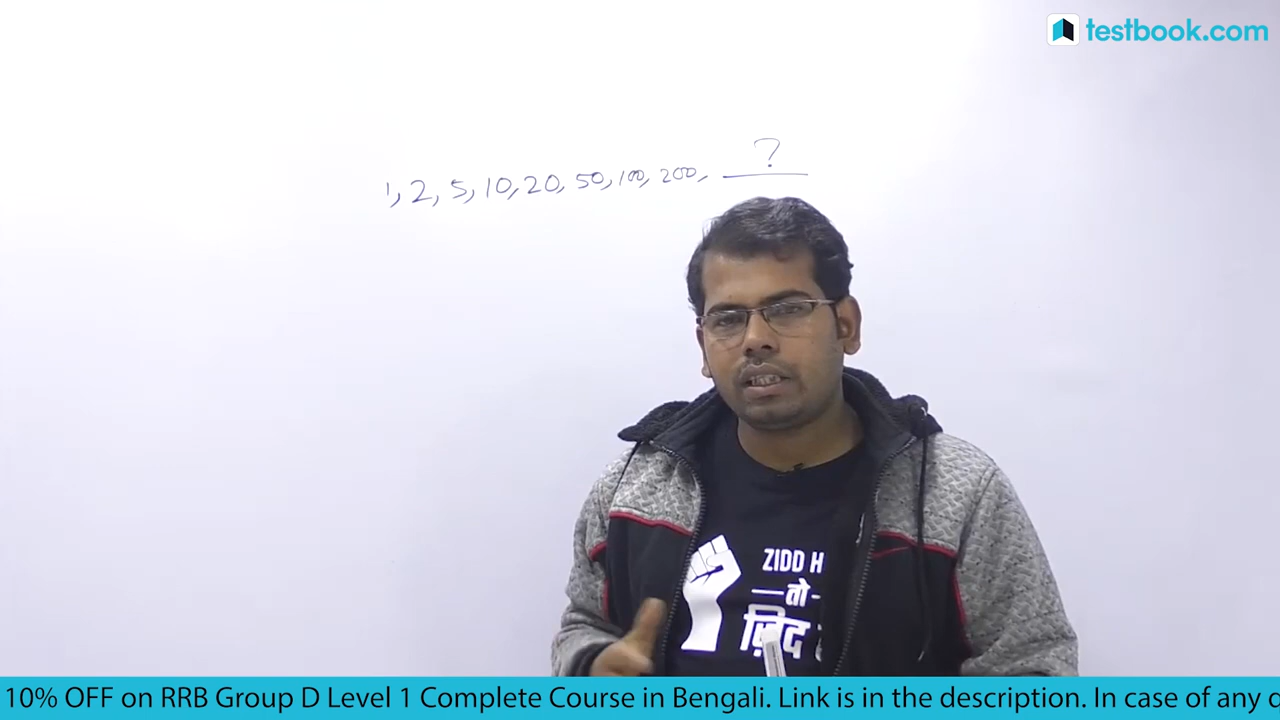 testbook.com
1, 2, 5, 10, 20, 50, 100, 200, ?
ZIDD H
तो
ज़िद
10% OFF on RRB Group D Level 1 Complete Course in Bengali. Link is in the description. In case of any